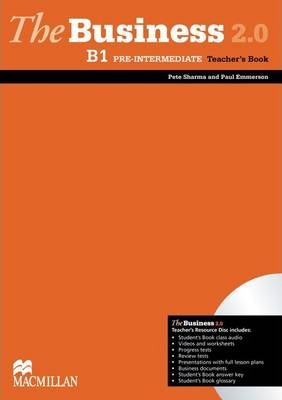 The Business 2.0
B1 PRE-INTERMEDIATE Teacher's Book
Pete Sharma and Paul Emmerson
The Business 2.0
Teacher's Resource Disc includes:
• Student's Book class audio
• Videos and worksheets
• Progress tests
• Review tests
• Presentations with full lesson plans
• Business documents
• Student's Book answer key
• Student's Book glossary
MACMILLAN